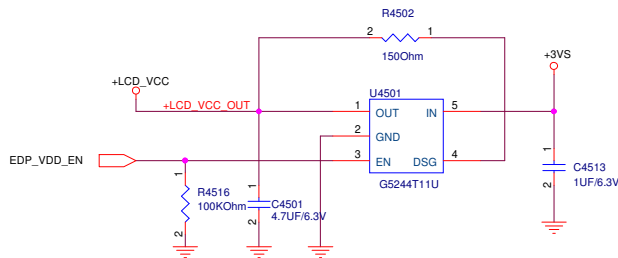 R4502
2
1
150Ohm
+3VS
+LCD_VCC
U4501
+LCD_VCC_OUT
1
OUT
IN
5
2
GND
EDP_VDD_EN
3
EN
DSG
4
G5244T11U
1
R4516
100KOhm
2
1
C4501
4.7UF/6.3V
2
1
C4513
1UF/6.3V
2